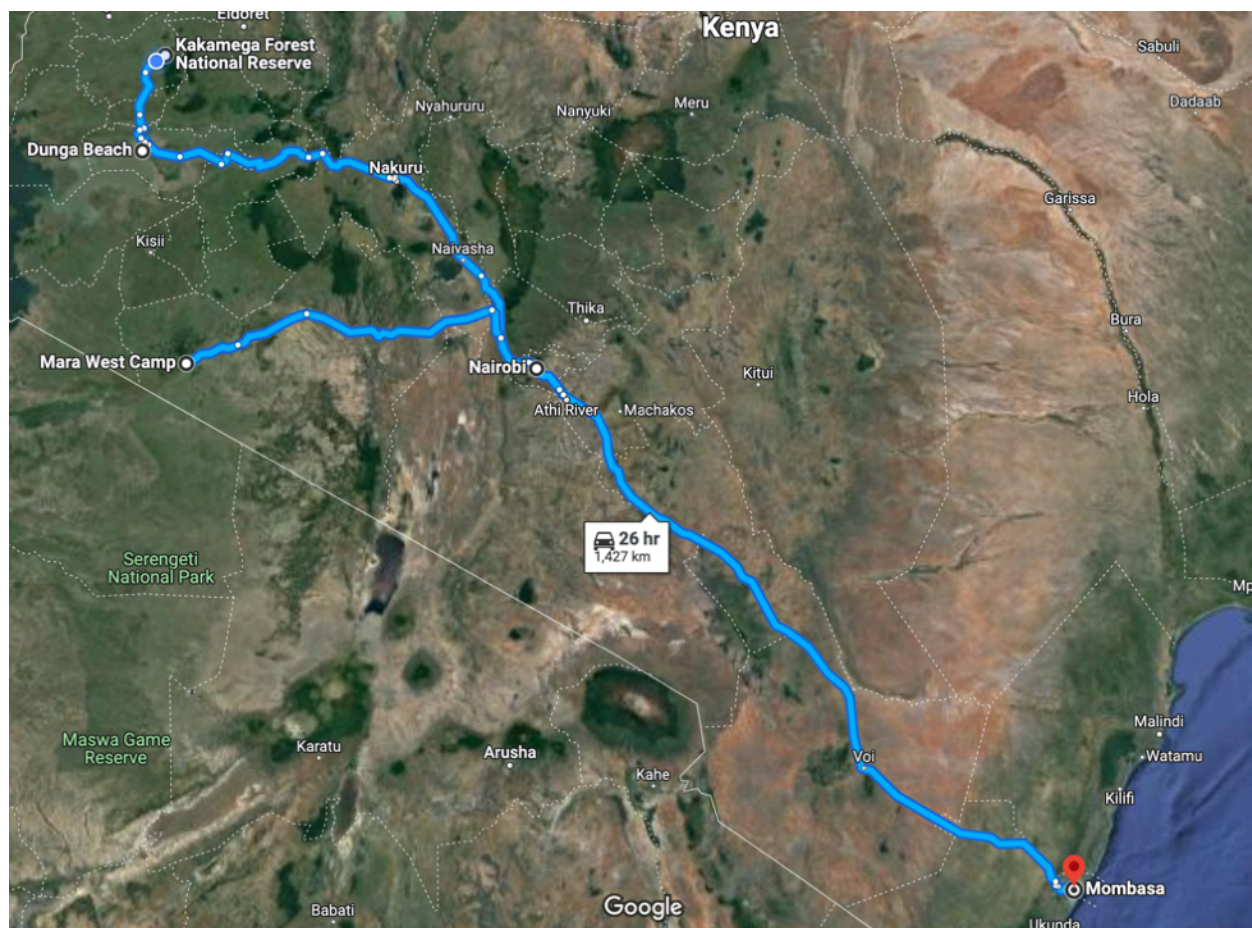 Eldoret
Kakamega Forest
National Reserve
Kenya
Sabuli
Dadaab
Nyahururu
Nanyuki
Meru
Dunga Beach
Nakuru
Garissa
Kisii
Naivasha
Thika
Bura
Mara West Camp
Nairobi
Kitui
Hola
Athi River
Machakos
26 hr
1,427 km
Serengeti
National Park
Mp
Malindi
Maswa Game
Reserve
Karatu
Arusha
Watamu
Voi
Kahe
Kilifi
Mombasa
Babati
Google
Ukunda